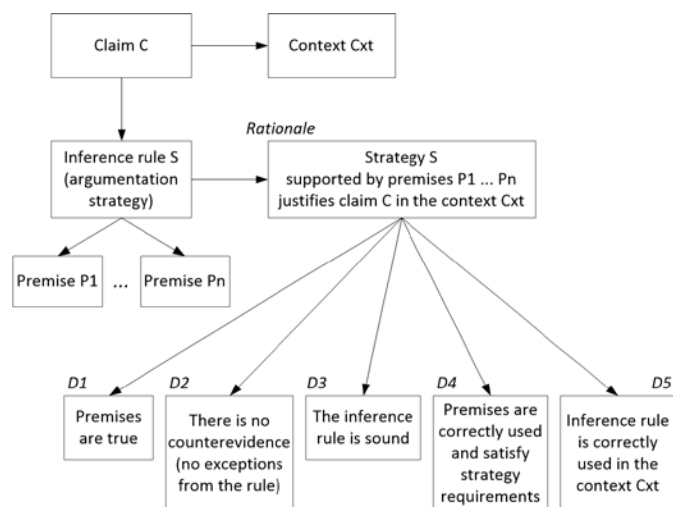 Claim C
Context Cxt
Rationale
Inference rule S
(argumentation
strategy)
Strategy S
supported by premises P1 ... Pn
justifies claim C in the context Cxt
Premise P1
...
Premise Pn
D1
D2
D3
D4
D5
Premises
are true
There is no
counterevidence
(no exceptions
from the rule)
The inference
rule is sound
Premises are
correctly used
and satisfy
strategy
requirements
Inference rule
is correctly
used in the
context Cxt